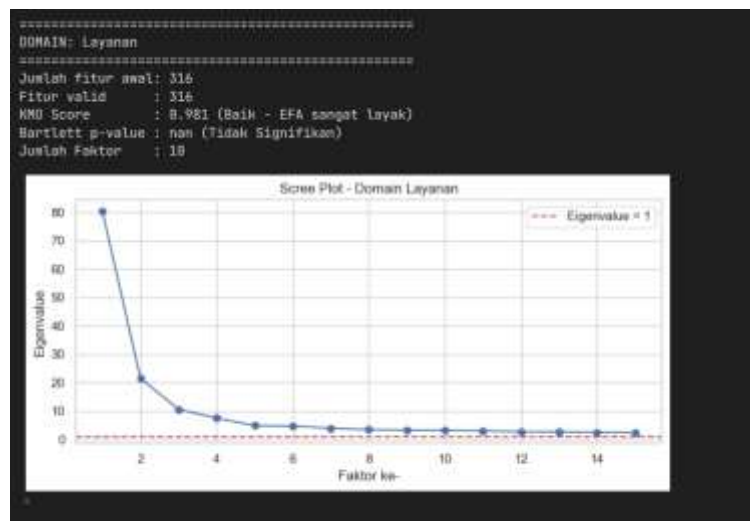 ==================================================
DOMAIN: Layanan
==================================================
Jumlah fitur awal: 316
Fitur valid : 316
KMO Score : 0.981 (Baik - EFA sangat layak)
Bartlett p-value : nan (Tidak Signifikan)
Jumlah Faktor : 10
Scree Plot - Domain Layanan
Eigenvalue = 1
80
70
60
50
40
30
20
10
0
Eigenvalue
2 4 6 8 10 12 14
Faktor ke-